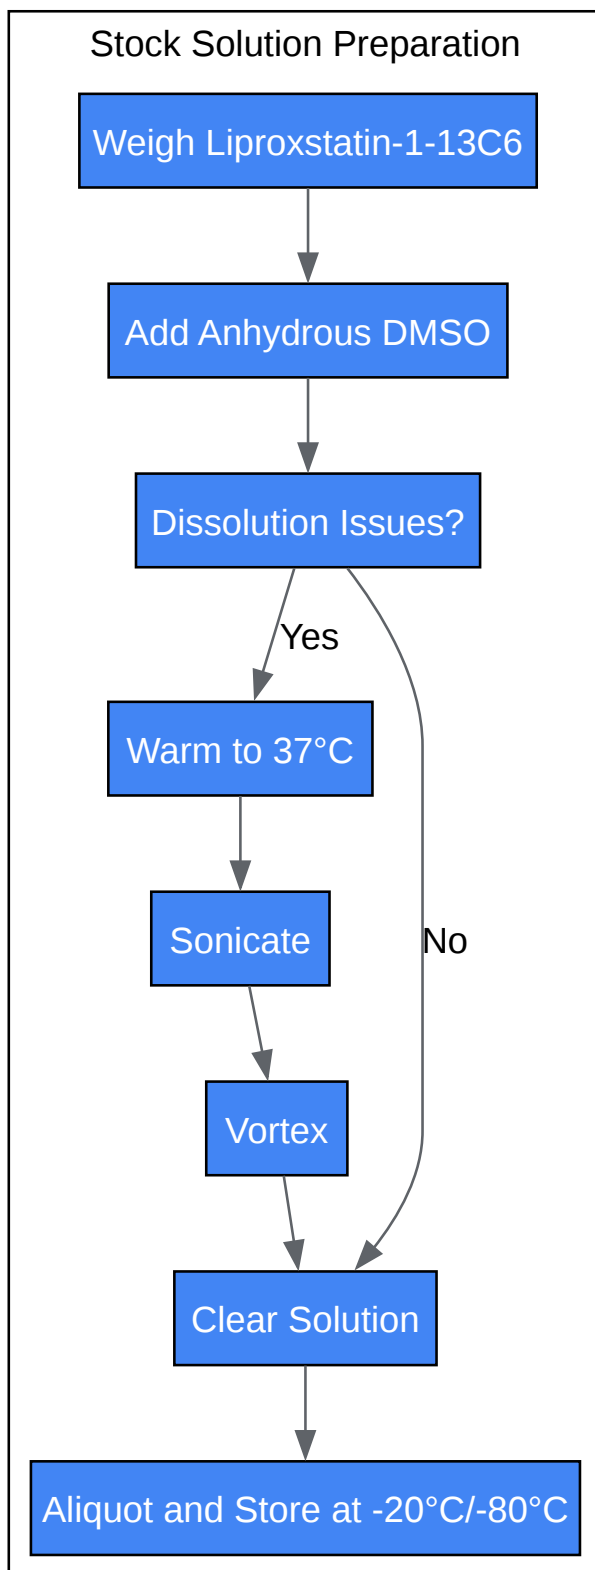 Stock Solution Preparation
Weigh Liproxstatin-1-13C6
Add Anhydrous DMSO
Dissolution Issues?
Yes
Warm to 37°C
Sonicate
No
Vortex
Clear Solution
Aliquot and Store at -20°C/-80°C